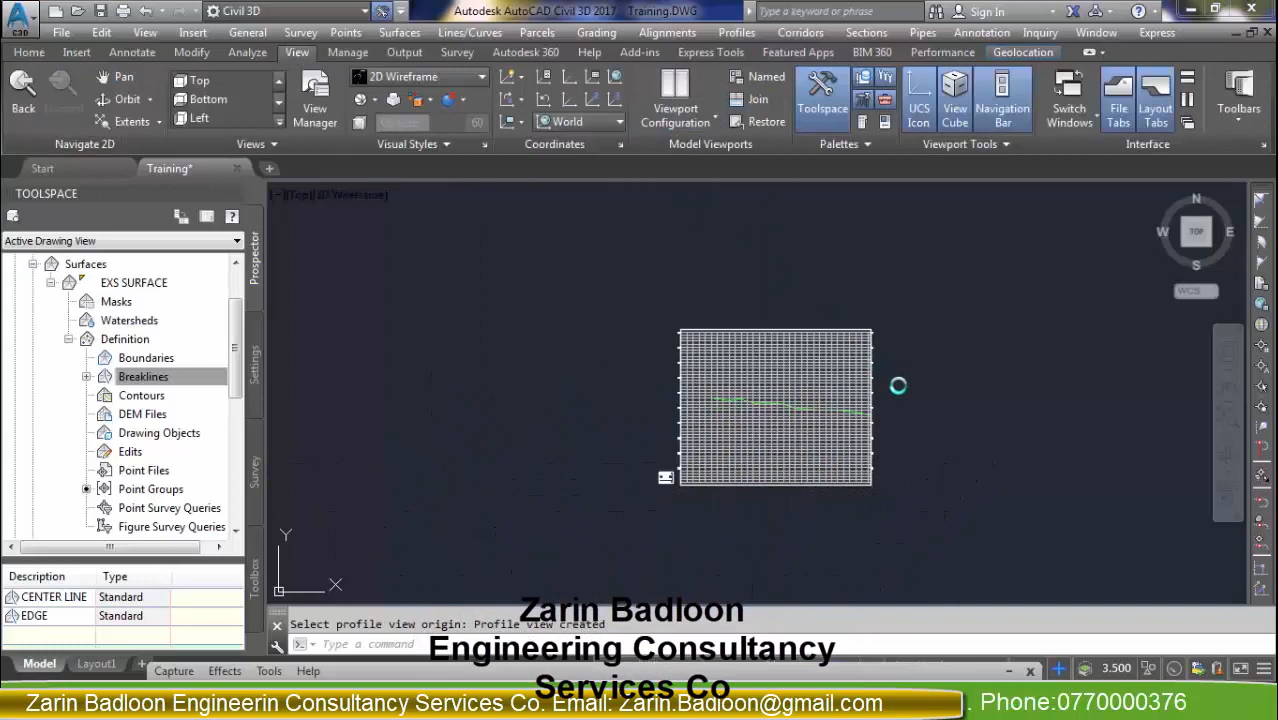 Civil 3D
Autodesk AutoCAD Civil 3D 2017 Training.DWG
Type a keyword or phrase
Sign In
File Edit View Insert General Survey Points Surfaces Lines/Curves Parcels Grading Alignments Profiles Corridors Sections Pipes Annotation Inquiry Window Express
Home Insert Annotate Modify Analyze View Manage Output Survey Autodesk 360 Help Add-ins Express Tools Featured Apps BIM 360 Performance Geolocation
Back
Pan
Orbit
Extents
Navigate 2D
Top
Bottom
Left
View
Manager
Views
2D Wireframe
60
Visual Styles
World
Coordinates
Viewport
Configuration
Named
Join
Restore
Model Viewports
Toolspace
Palettes
UCS
Icon
View
Cube
Navigation
Bar
Viewport Tools
Switch
Windows
File
Tabs
Layout
Tabs
Interface
Toolbars
Start
Training*
TOOLSPACE
Active Drawing View
Surfaces
EXS SURFACE
Masks
Watersheds
Definition
Boundaries
Breaklines
Contours
DEM Files
Drawing Objects
Edits
Point Files
Point Groups
Point Survey Queries
Figure Survey Queries
Description Type
CENTER LINE Standard
EDGE Standard
Prospector
Settings
Survey
Toolbox
[−][Top][2D Wireframe]
N
W TOP E
S
WCS
Y
X
Select profile view origin: Profile view created
Type a command
Model Layout1
Capture Effects Tools Help
3.500
Zarin Badloon
Engineering Consultancy
Services Co
Zarin Badloon Engineerin Consultancy Services Co. Email: Zarin.Badloon@gmail.com
. Phone:0770000376